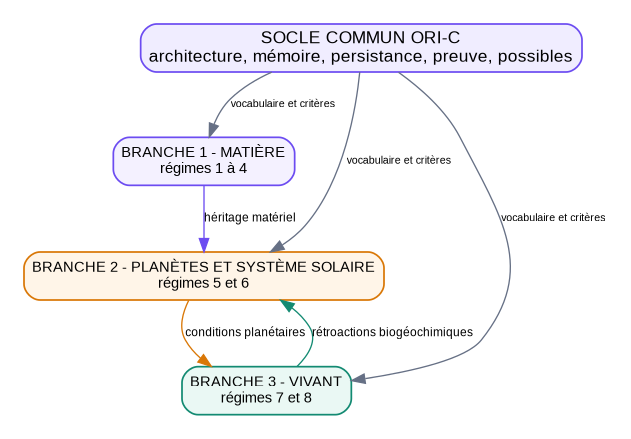 SOCLE COMMUN ORI-C
architecture, mémoire, persistance, preuve, possibles
vocabulaire et critères
BRANCHE 1 - MATIÈRE
régimes 1 à 4
vocabulaire et critères
héritage matériel
vocabulaire et critères
BRANCHE 2 - PLANÈTES ET SYSTÈME SOLAIRE
régimes 5 et 6
conditions planétaires
rétroactions biogéochimiques
BRANCHE 3 - VIVANT
régimes 7 et 8